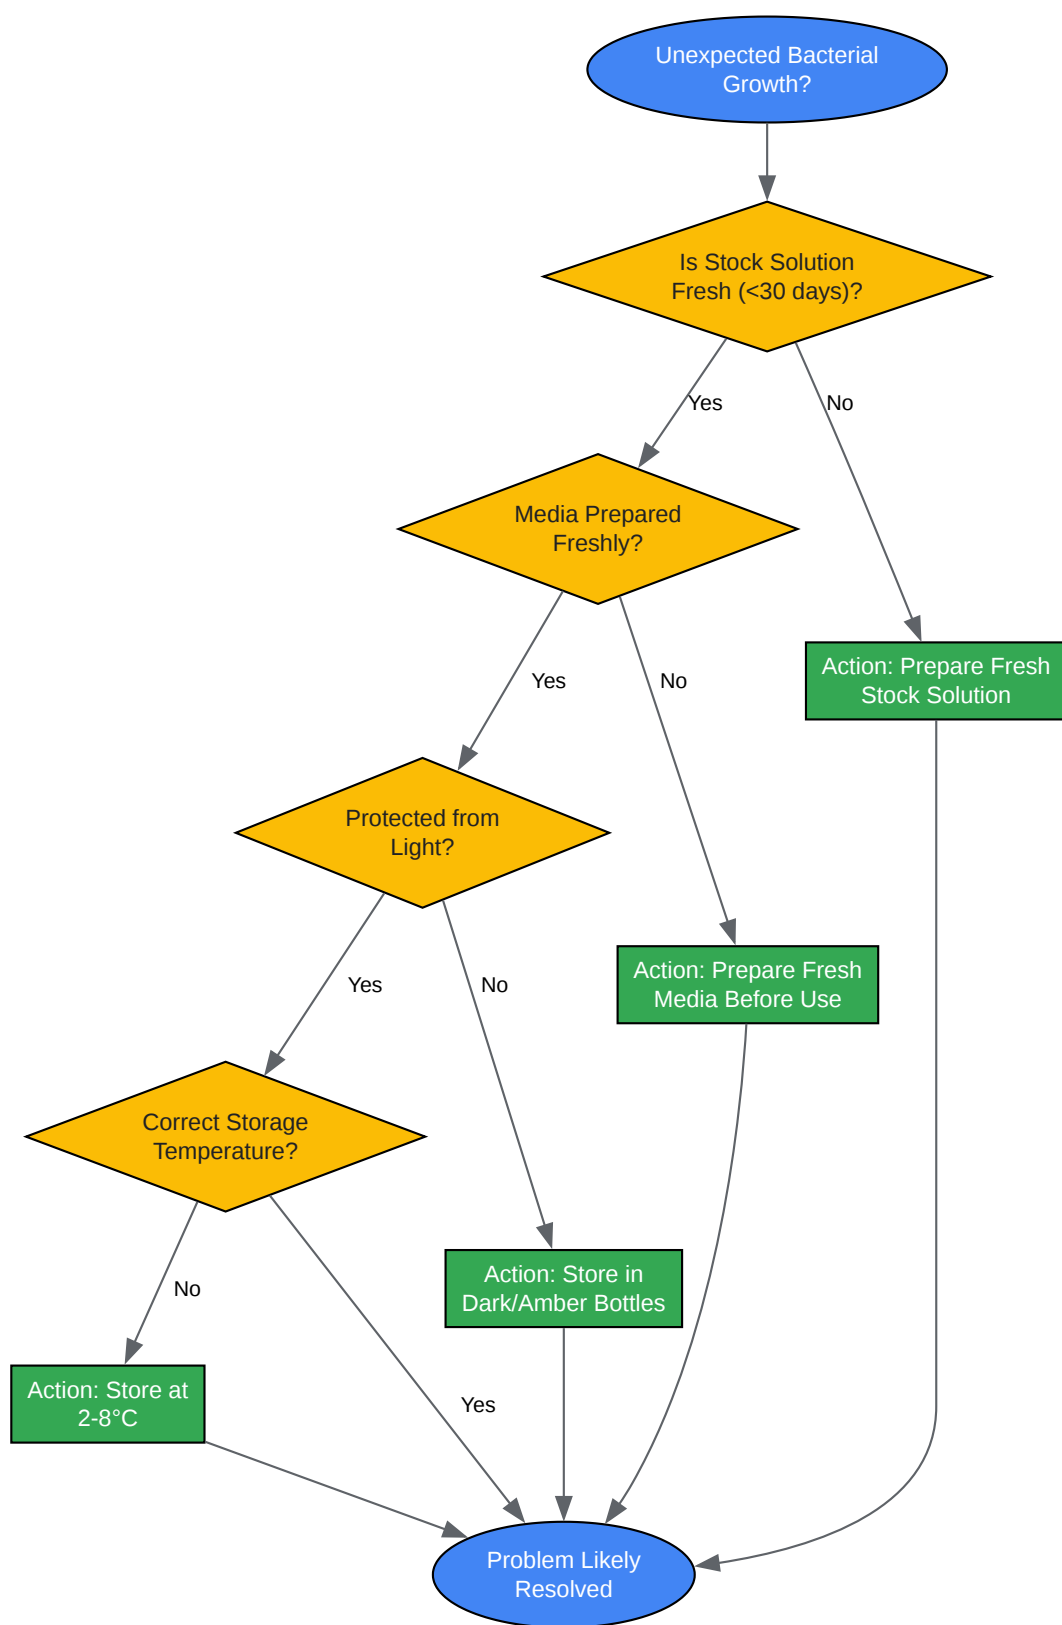 Unexpected Bacterial
Growth?
Is Stock Solution
Fresh (<30 days)?
Yes
No
Media Prepared
Freshly?
Yes
No
Action: Prepare Fresh
Stock Solution
Protected from
Light?
Yes
No
Action: Prepare Fresh
Media Before Use
Correct Storage
Temperature?
No
Yes
Action: Store in
Dark/Amber Bottles
Action: Store at
2-8°C
Problem Likely
Resolved